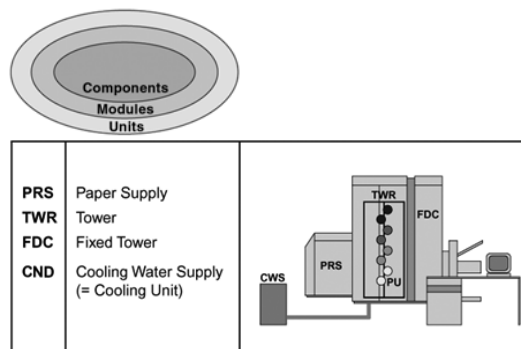 Components
Modules
Units
PRS Paper Supply
TWR Tower
FDC Fixed Tower
CND Cooling Water Supply
(= Cooling Unit)
TWR
FDC
PRS
CWS
PU